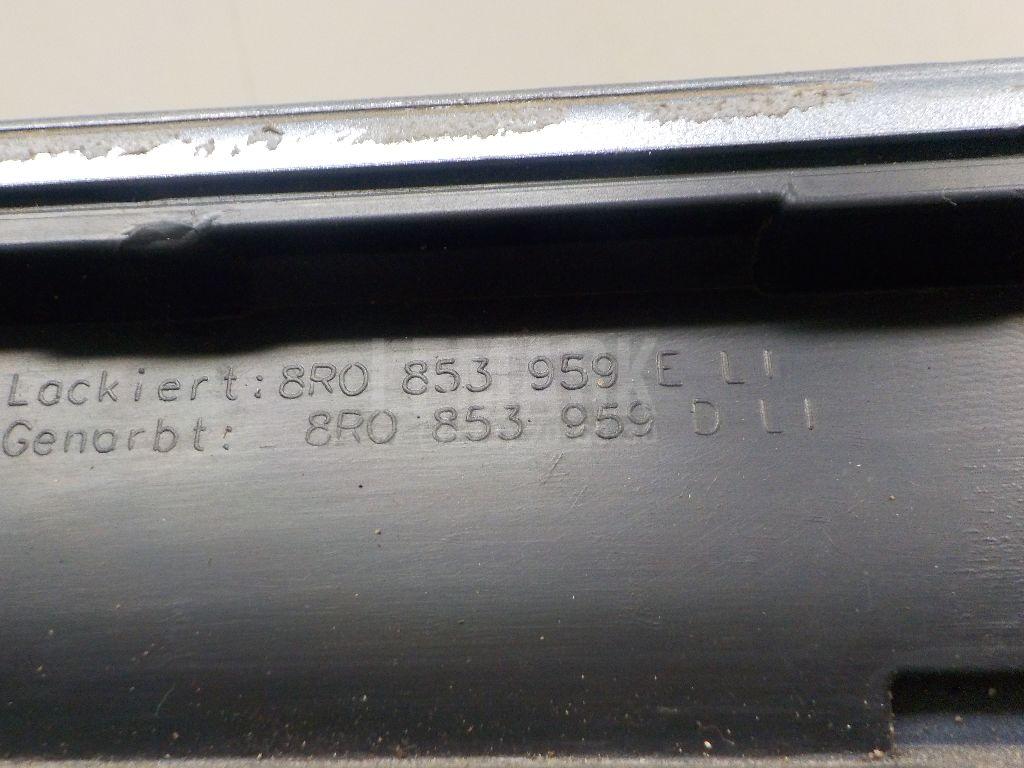 Lackiert: 8R0 853 959 E LI
Genarbt: 8R0 853 959 D LI